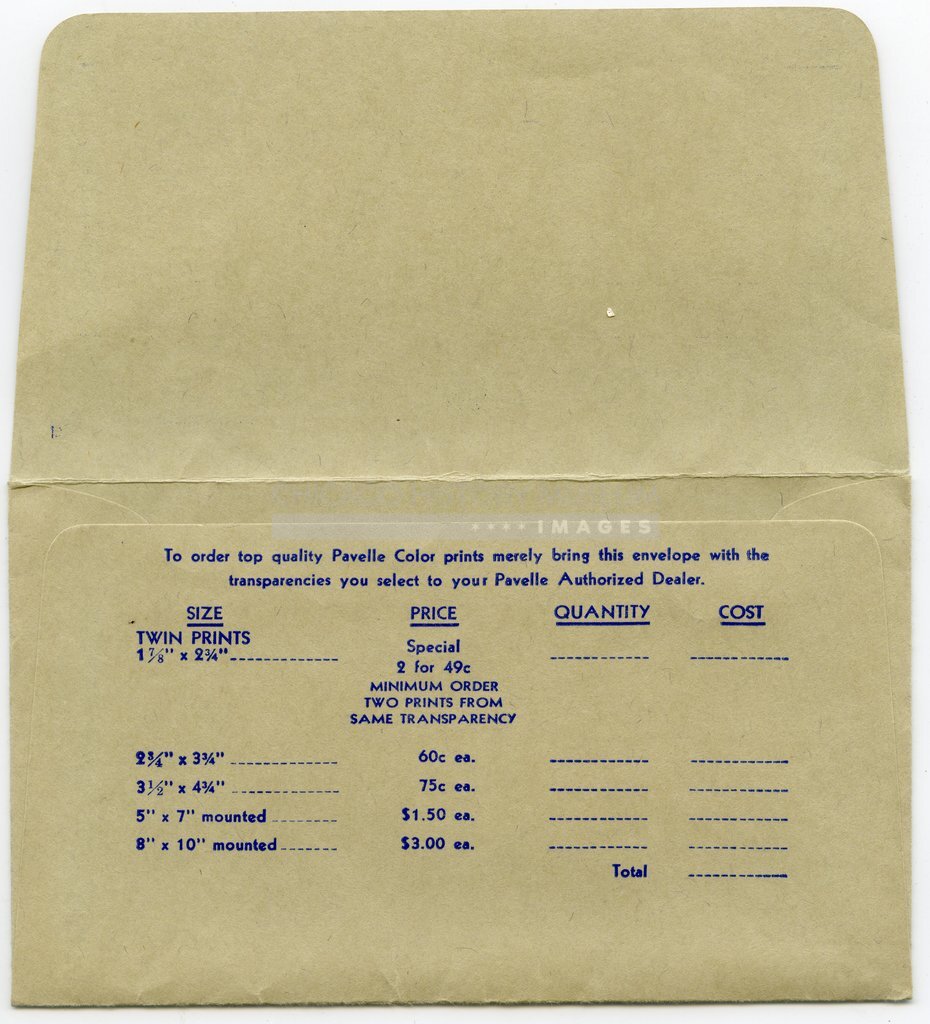 **** IMAGES
To order top quality Pavelle Color prints merely bring this envelope with the
transparencies you select to your Pavelle Authorized Dealer.
SIZE PRICE QUANTITY COST
TWIN PRINTS
1⅞" x 2¾" Special
2 for 49c
MINIMUM ORDER
TWO PRINTS FROM
SAME TRANSPARENCY
2¾" x 3¾" 60c ea.
3½" x 4¾" 75c ea.
5" x 7" mounted $1.50 ea.
8" x 10" mounted $3.00 ea.
Total